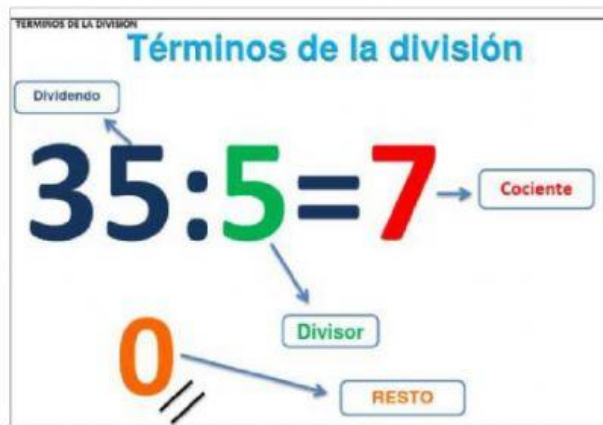 TERMINOS DE LA DIVISION
Términos de la división
Dividendo
35:5=7
Cociente
Divisor
0
RESTO